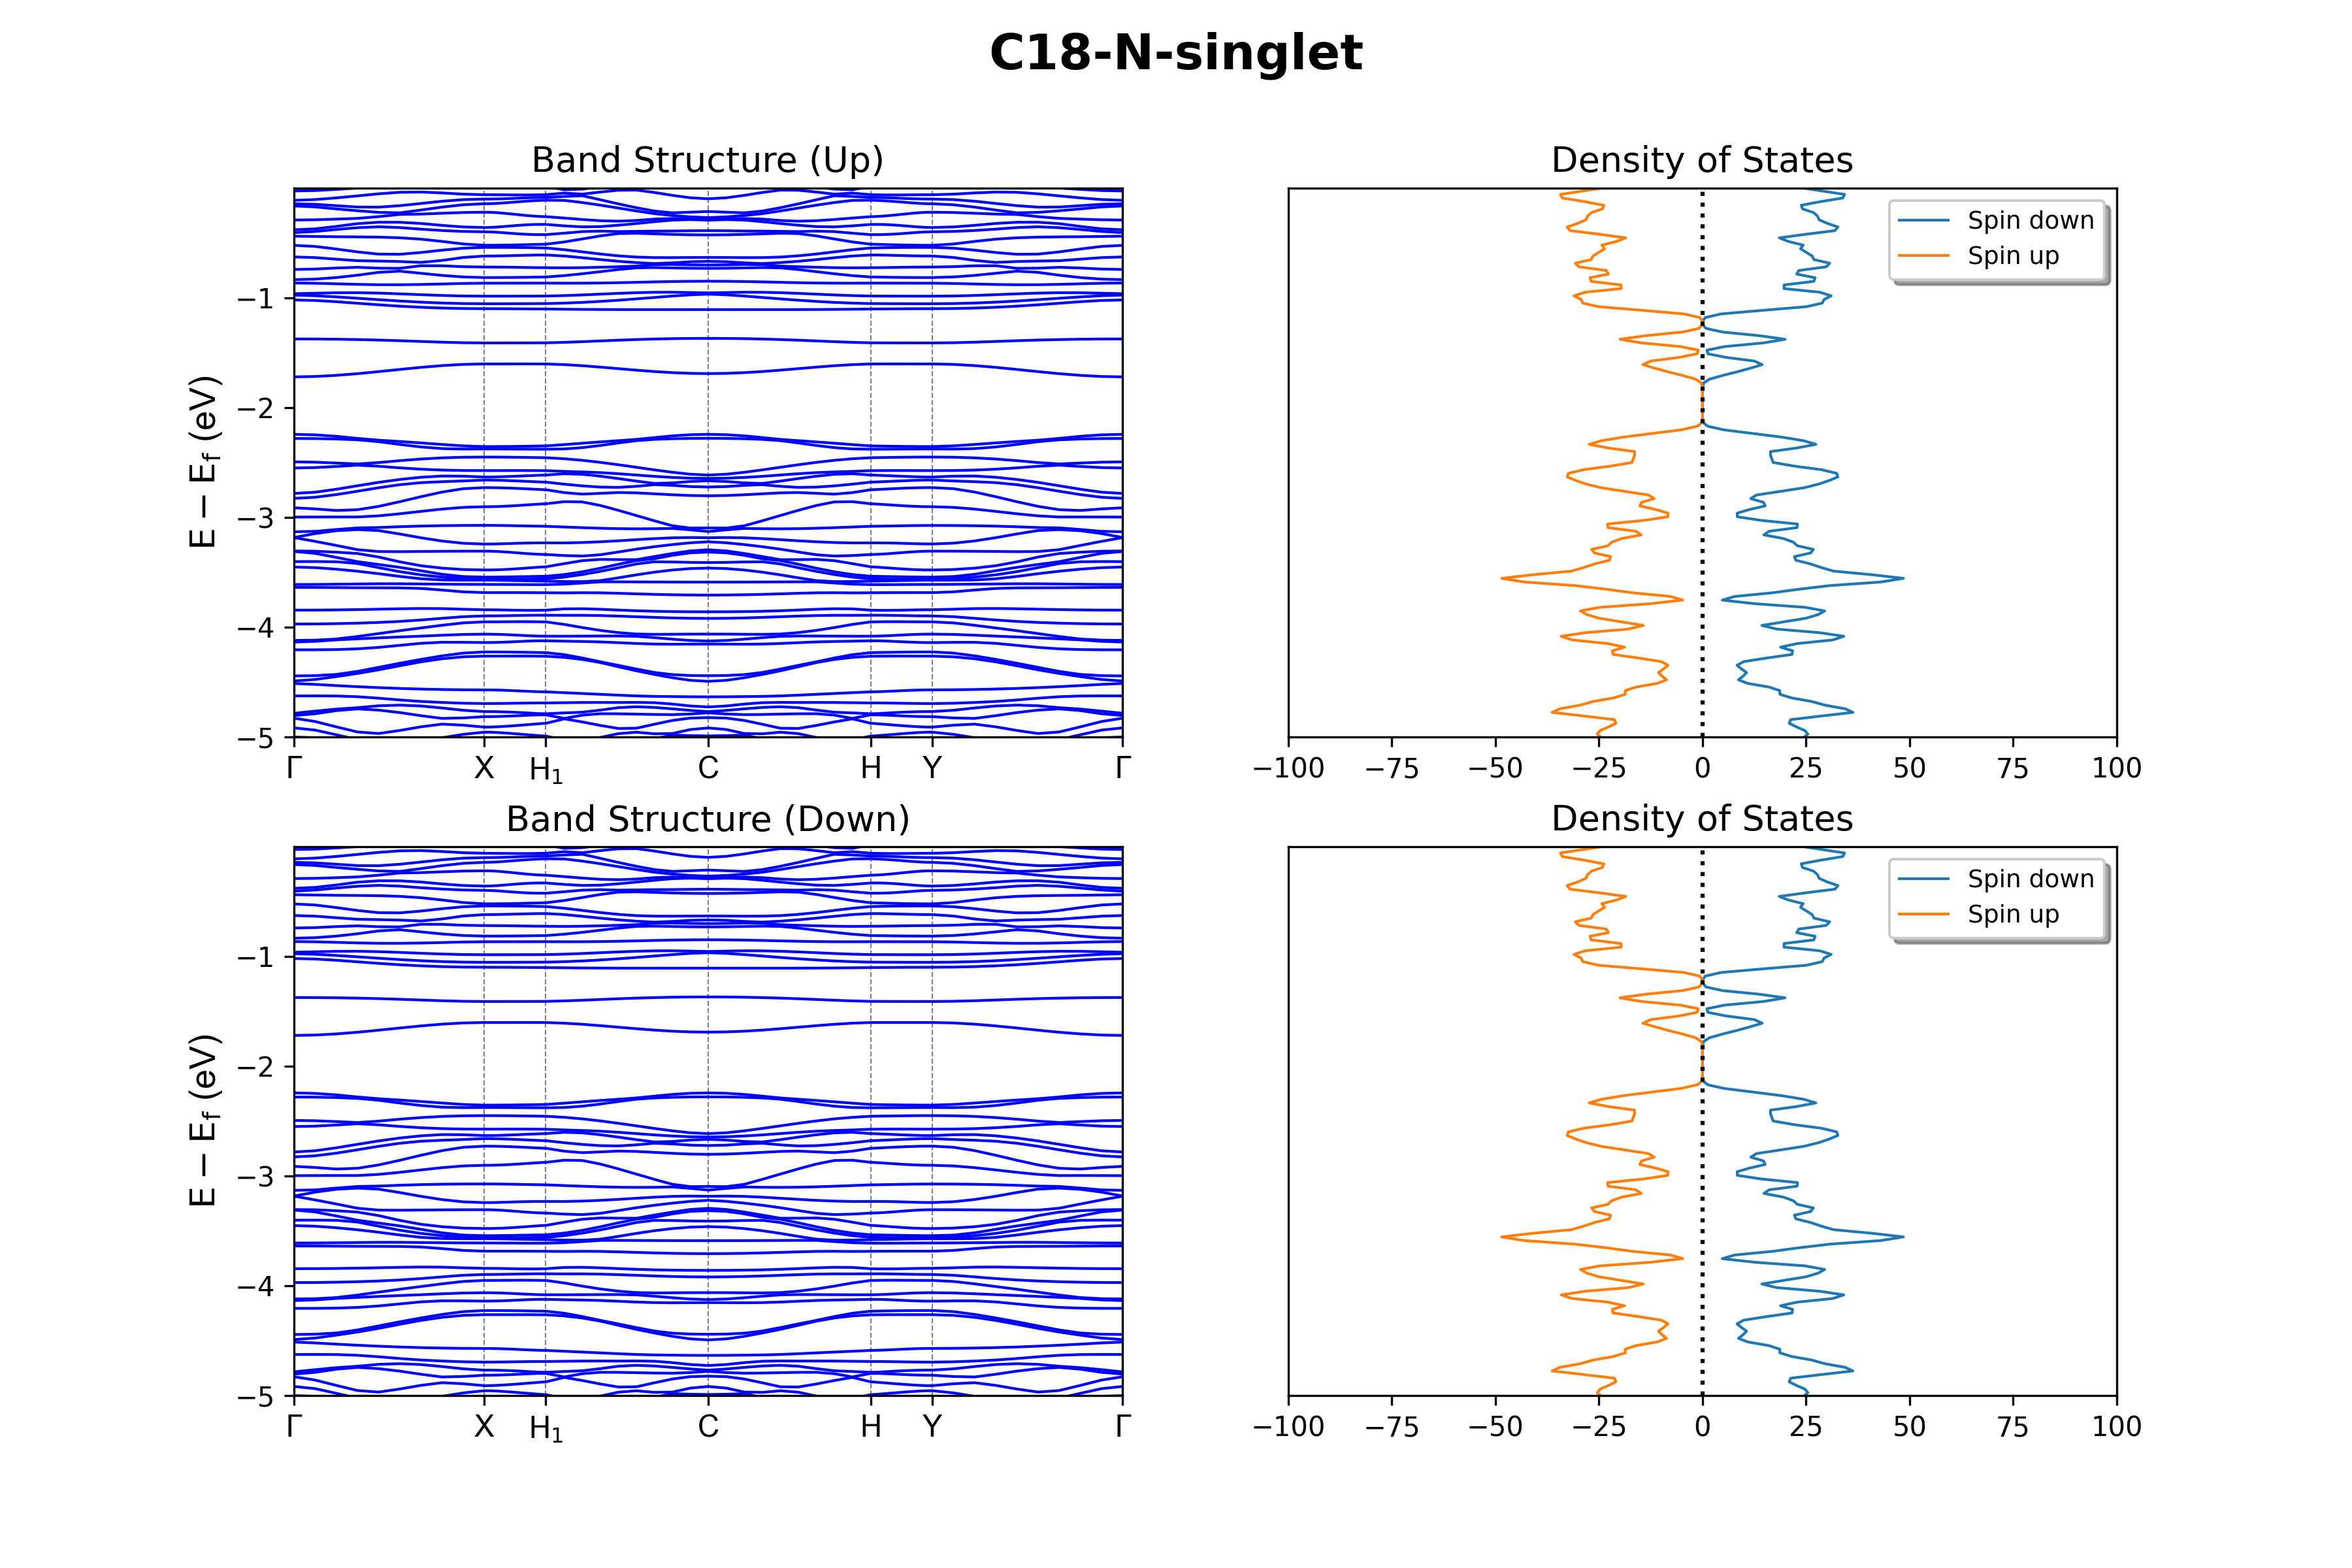 C18-N-singlet
Band Structure (Up)
E − E_f (eV)
−1
−2
−3
−4
−5
Γ X H₁ C H Y Γ
Density of States
Spin down
Spin up
−100 −75 −50 −25 0 25 50 75 100
Band Structure (Down)
E − E_f (eV)
−1
−2
−3
−4
−5
Γ X H₁ C H Y Γ
Density of States
Spin down
Spin up
−100 −75 −50 −25 0 25 50 75 100